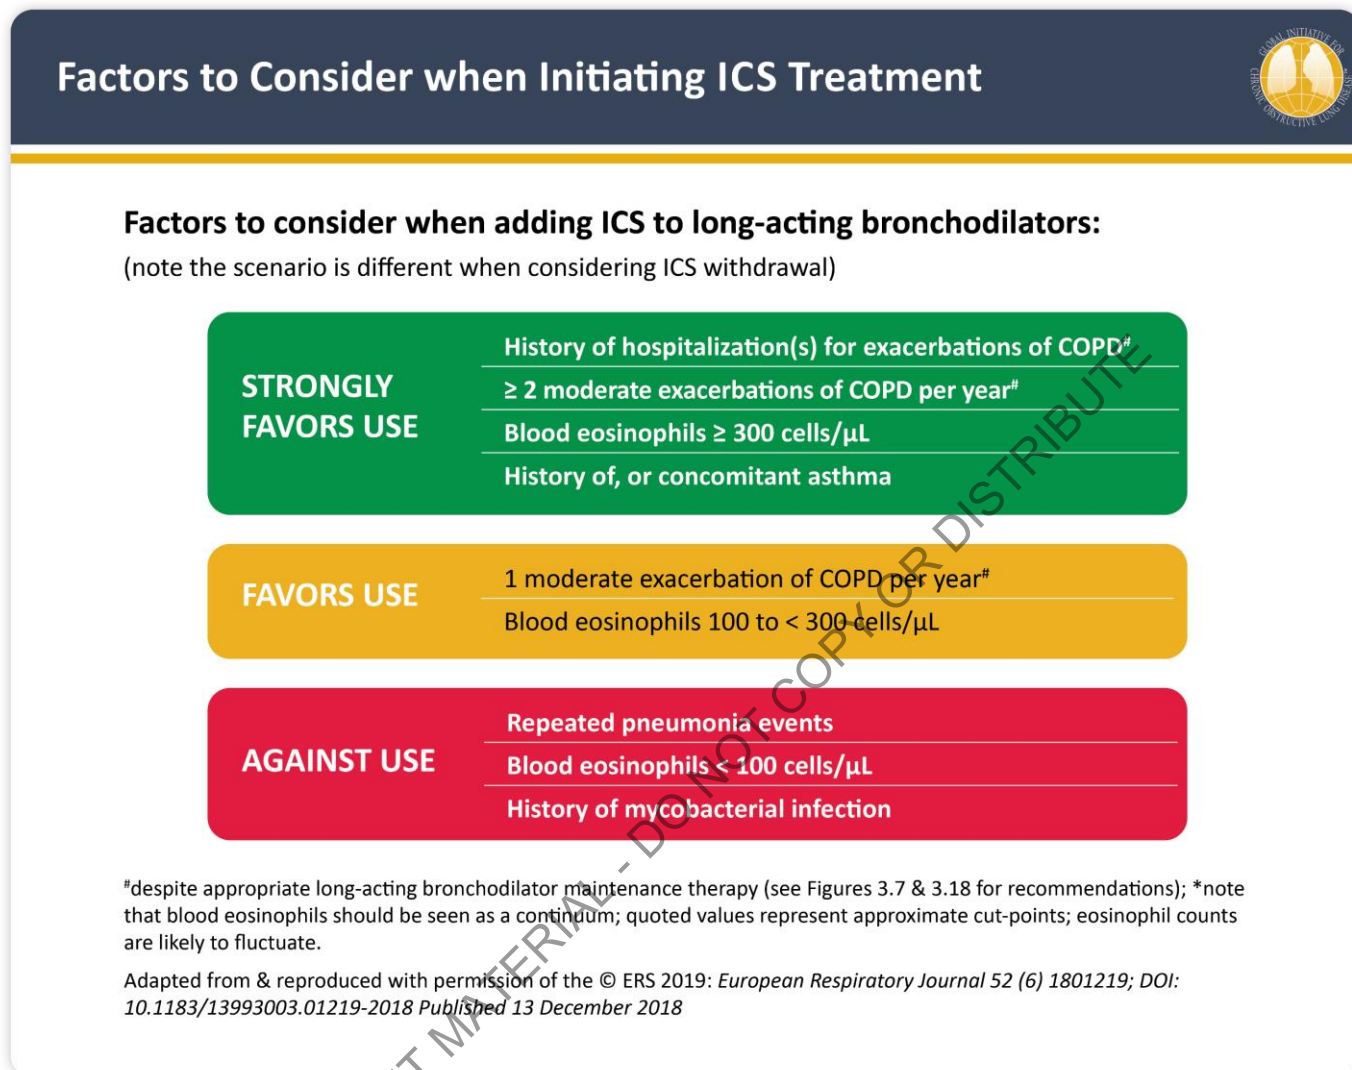 Factors to Consider when Initiating ICS Treatment
GLOBAL INITIATIVE FOR
CHRONIC OBSTRUCTIVE LUNG DISEASE
Factors to consider when adding ICS to long-acting bronchodilators:
(note the scenario is different when considering ICS withdrawal)
STRONGLY
FAVORS USE
History of hospitalization(s) for exacerbations of COPD#
≥ 2 moderate exacerbations of COPD per year#
Blood eosinophils ≥ 300 cells/µL
History of, or concomitant asthma
FAVORS USE
1 moderate exacerbation of COPD per year#
Blood eosinophils 100 to < 300 cells/µL
AGAINST USE
Repeated pneumonia events
Blood eosinophils < 100 cells/µL
History of mycobacterial infection
#despite appropriate long-acting bronchodilator maintenance therapy (see Figures 3.7 & 3.18 for recommendations); *note
that blood eosinophils should be seen as a continuum; quoted values represent approximate cut-points; eosinophil counts
are likely to fluctuate.
Adapted from & reproduced with permission of the © ERS 2019: European Respiratory Journal 52 (6) 1801219; DOI:
10.1183/13993003.01219-2018 Published 13 December 2018
MATERIAL - DO NOT COPY OR DISTRIBUTE